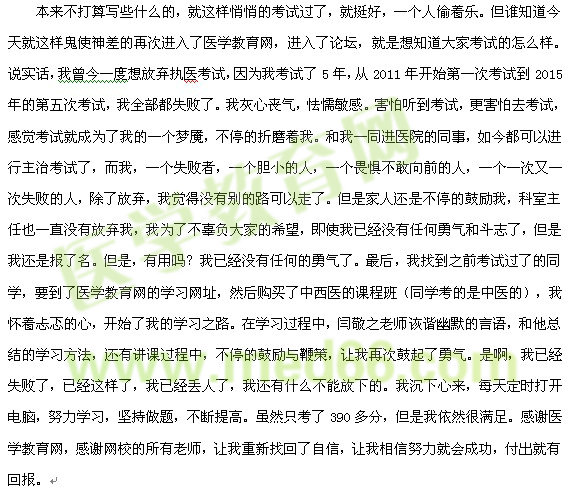 本来不打算写些什么的，就这样悄悄的考试过了，就挺好，一个人偷着乐。但谁知道今
天就这样鬼使神差的再次进入了医学教育网，进入了论坛，就是想知道大家考试的怎么样。
说实话，我曾今一度想放弃执医考试，因为我考试了 5 年，从 2011 年开始第一次考试到 2015
年的第五次考试，我全部都失败了。我灰心丧气，怯懦敏感。害怕听到考试，更害怕去考试，
感觉考试就成为了我的一个梦魇，不停的折磨着我。和我一同进医院的同事，如今都可以进
行主治考试了，而我，一个失败者，一个胆小的人，一个畏惧不敢向前的人，一个一次又一
次失败的人，除了放弃，我觉得没有别的路可以走了。但是家人还是不停的鼓励我，科室主
任也一直没有放弃我，我为了不辜负大家的希望，即使我已经没有任何勇气和斗志了，但是
我还是报了名。但是，有用吗？我已经没有任何的勇气了。最后，我找到之前考试过了的同
学，要到了医学教育网的学习网址，然后购买了中西医的课程班（同学考的是中医的），我
怀着忐忑的心，开始了我的学习之路。在学习过程中，闫敬之老师诙谐幽默的言语，和他总
结的学习方法，还有讲课过程中，不停的鼓励与鞭策，让我再次鼓起了勇气。是啊，我已经
失败了，已经这样了，我已经丢人了，我还有什么不能放下的。我沉下心来，每天定时打开
电脑，努力学习，坚持做题，不断提高。虽然只考了 390 多分，但是我依然很满足。感谢医
学教育网，感谢网校的所有老师，让我重新找回了自信，让我相信努力就会成功，付出就有
回报。
医学教育网
www.med66.com